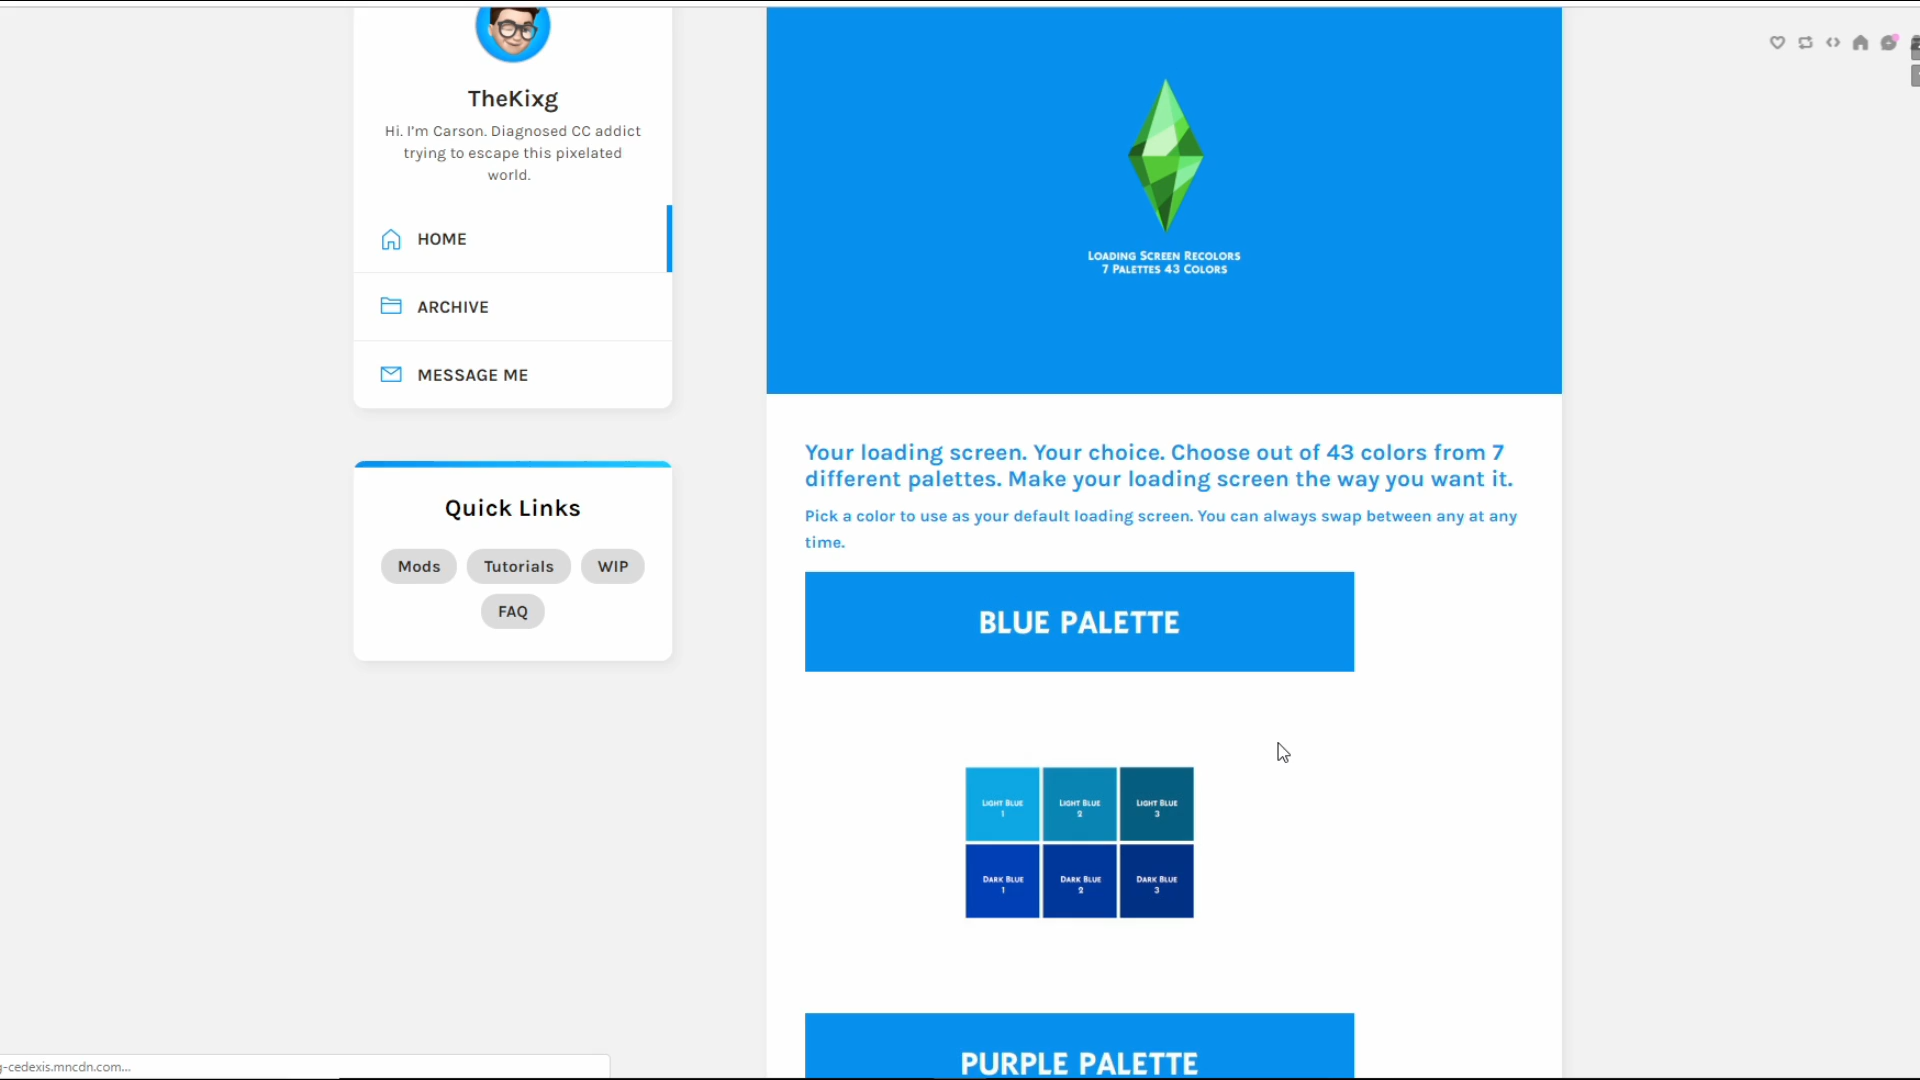 TheKixg
Hi. I'm Carson. Diagnosed CC addict
trying to escape this pixelated
world.
HOME
ARCHIVE
MESSAGE ME
Quick Links
Mods
Tutorials
WIP
FAQ
LOADING SCREEN RECOLORS
7 PALETTES 43 COLORS
Your loading screen. Your choice. Choose out of 43 colors from 7
different palettes. Make your loading screen the way you want it.
Pick a color to use as your default loading screen. You can always swap between any at any
time.
BLUE PALETTE
LIGHT BLUE
1
LIGHT BLUE
2
LIGHT BLUE
3
DARK BLUE
1
DARK BLUE
2
DARK BLUE
3
PURPLE PALETTE
-cedexis.mncdn.com...